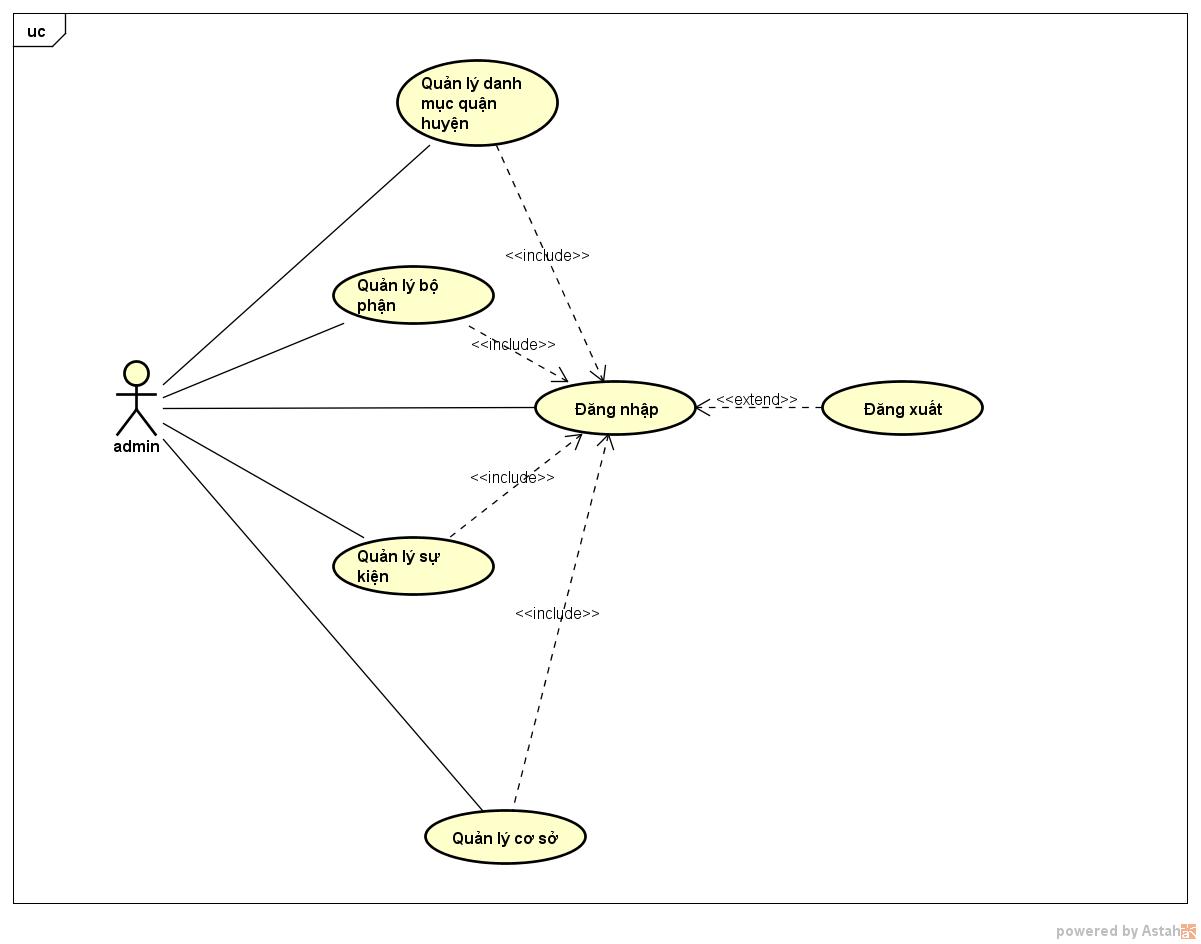 uc
Quản lý danh
mục quận
huyện
<<include>>
Quản lý bộ
phận
<<include>>
admin
Đăng nhập
<<extend>>
Đăng xuất
<<include>>
Quản lý sự
kiện
<<include>>
Quản lý cơ sở
powered by Astah